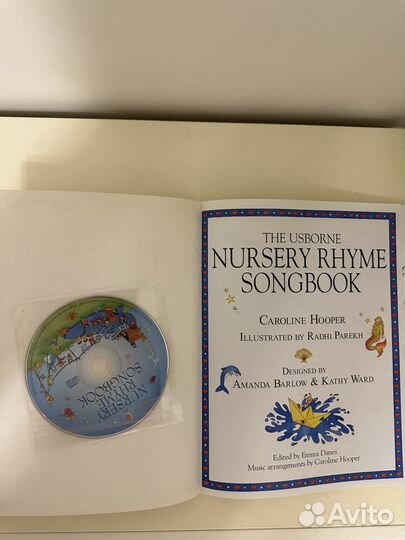 THE USBORNE
NURSERY RHYME
SONGBOOK
CAROLINE HOOPER
ILLUSTRATED BY RADHI PAREKH
DESIGNED BY
AMANDA BARLOW & KATHY WARD
Edited by Emma Danes
Music arrangements by Caroline Hooper
NURSERY
RHYME
SONGBOOK
Avito